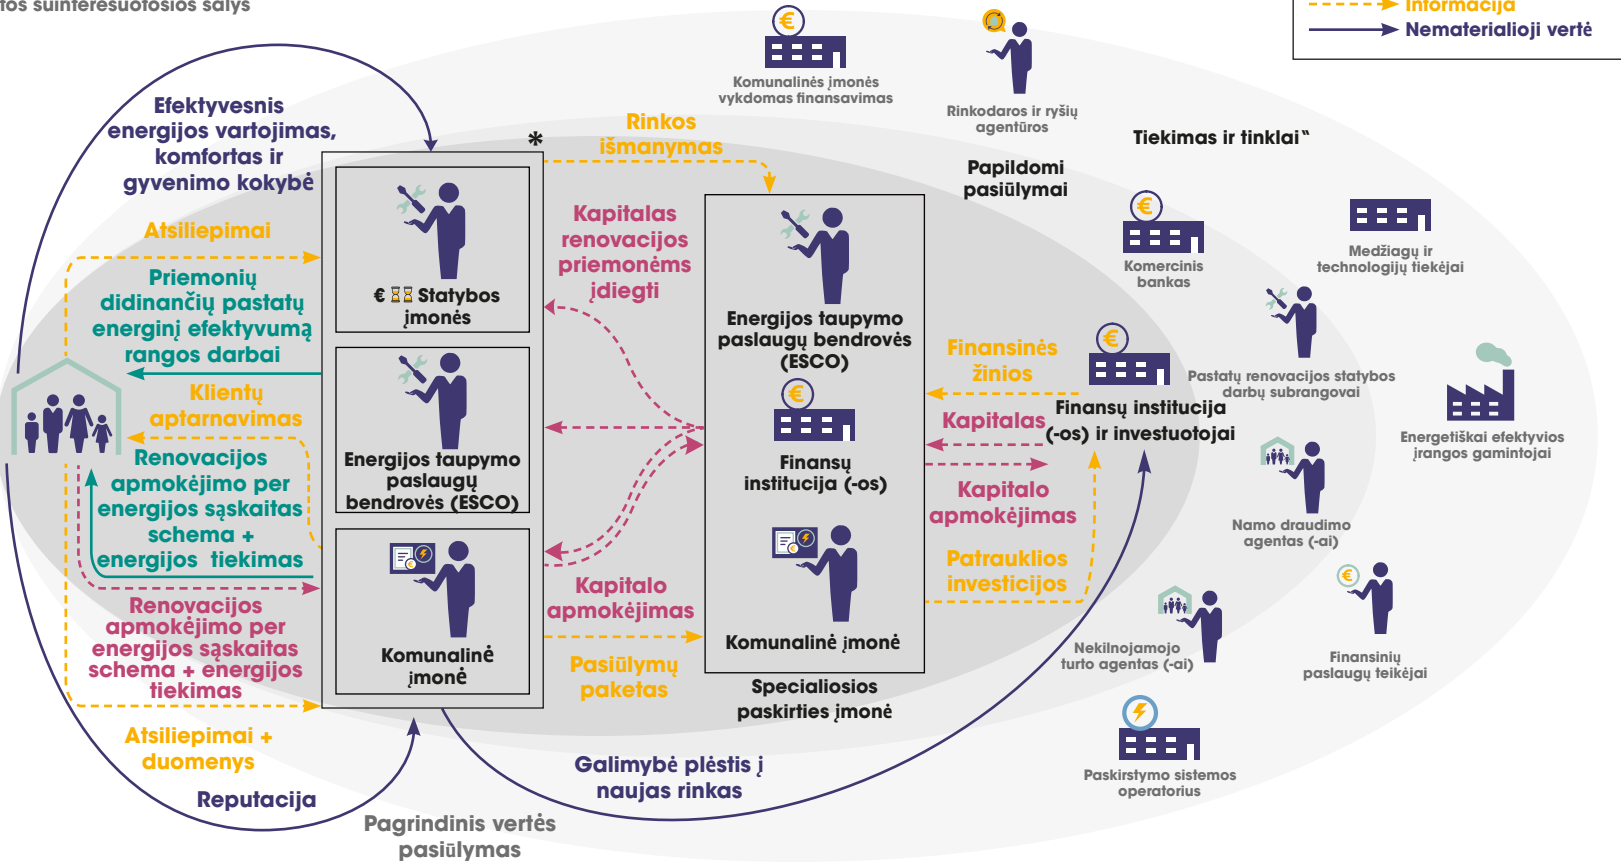 tos suinteresuotosios šalys
Informacija
Nematerialioji vertė
Komunalinės įmonės
vykdomas finansavimas
Rinkodaros ir ryšių
agentūros
Papildomi
pasiūlymai
Tiekimas ir tinklai“
Efektyvesnis
energijos vartojimas,
komfortas ir
gyvenimo kokybė
*
Rinkos
išmanymas
Atsiliepimai
Priemonių
didinančių pastatų
energinį efektyvumą
rangos darbai
Klientų
aptarnavimas
Renovacijos
apmokėjimo per
energijos sąskaitas
schema +
energijos tiekimas
Renovacijos
apmokėjimo per
energijos sąskaitas
schema + energijos
tiekimas
Atsiliepimai +
duomenys
Reputacija
€ Statybos
įmonės
Energijos taupymo
paslaugų
bendrovės (ESCO)
Komunalinė
įmonė
Kapitalas
renovacijos
priemonėms
įdiegti
Kapitalo
apmokėjimas
Pasiūlymų
paketas
Energijos taupymo
paslaugų bendrovės
(ESCO)
€
Finansų
institucija (-os)
Komunalinė įmonė
Specialiosios
paskirties įmonė
Finansinės
žinios
Kapitalas
Kapitalo
apmokėjimas
Patrauklios
investicijos
€
Finansų institucija
(-os) ir investuotojai
Galimybė plėstis į
naujas rinkas
Pagrindinis vertės
pasiūlymas
€
Komercinis
bankas
Medžiagų ir
technologijų tiekėjai
Pastatų renovacijos statybos
darbų subrangovai
Energetiškai efektyvios
įrangos gamintojai
Namo draudimo
agentas (-ai)
Nekilnojamojo
turto agentas (-ai)
€
Finansinių
paslaugų teikėjai
Paskirstymo sistemos
operatorius